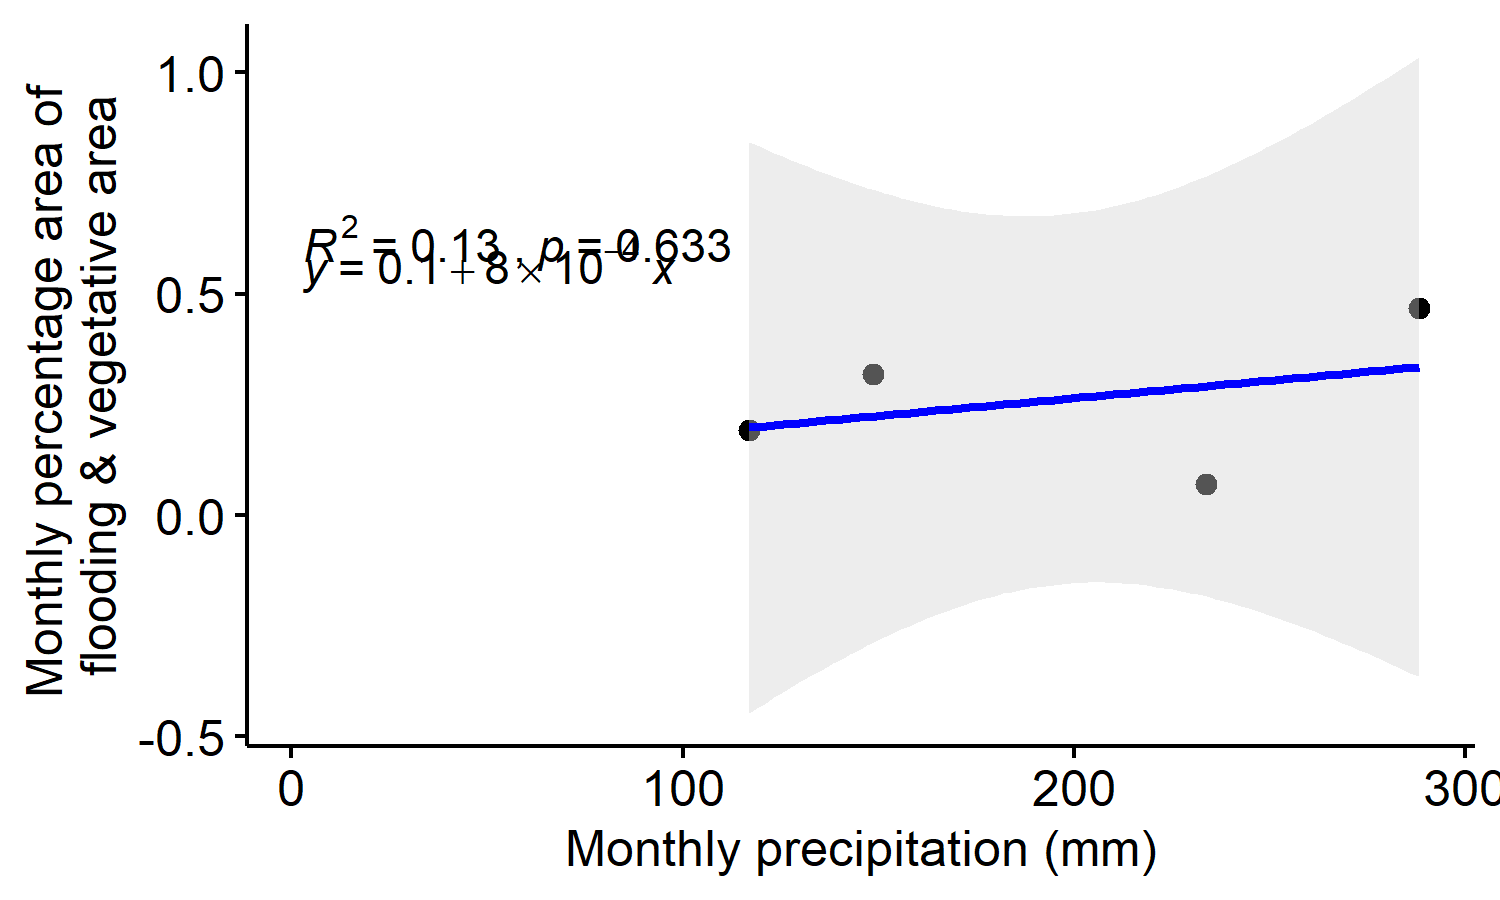 Monthly percentage area of
flooding & vegetative area
1.0
0.5
0.0
-0.5
R² = 0.13 , p = 0.633
y = 0.1 + 8 × 10⁻⁴ x
0
100
200
300
Monthly precipitation (mm)